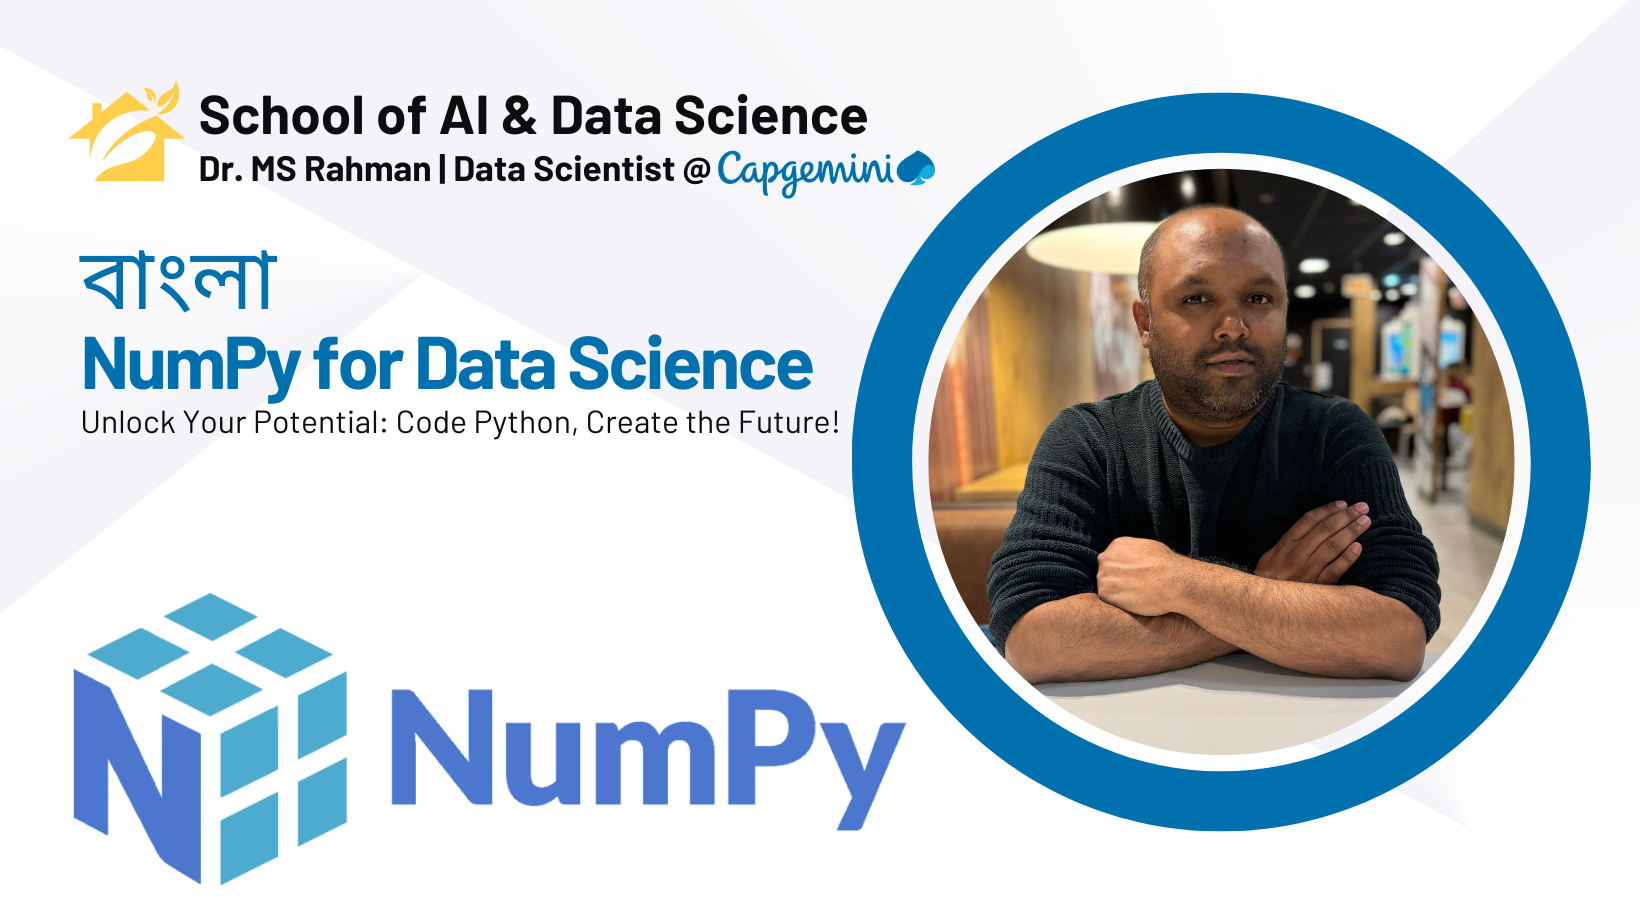 School of AI & Data Science
Dr. MS Rahman | Data Scientist @ Capgemini
বাংলা
NumPy for Data Science
Unlock Your Potential: Code Python, Create the Future!
NumPy